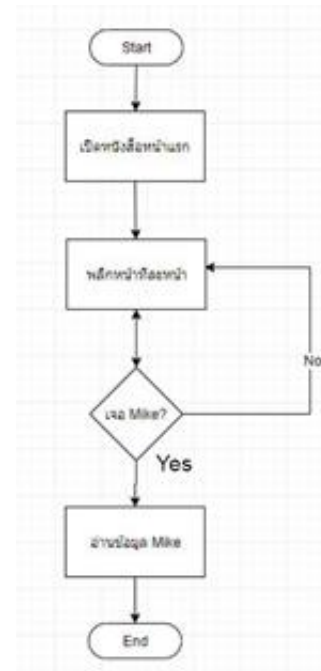 Start
เปิดหนังสือหน้าแรก
พลิกหน้าทีละหน้า
เจอ Mike?
No
Yes
อ่านข้อมูล Mike
End